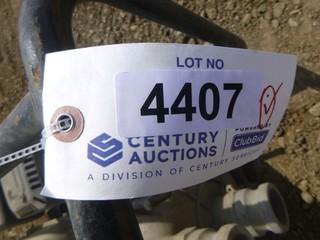 LOT NO
4407
CENTURY
AUCTIONS
ClubBid
A DIVISION OF CENTURY SERVICES